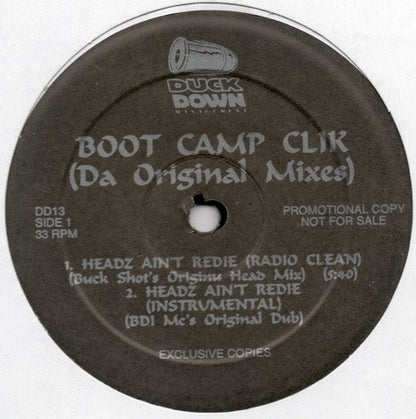 DUCK
DOWN
MANAGEMENT
BOOT CAMP CLIK
(Da Original Mixes)
DD13
SIDE 1
33 RPM
PROMOTIONAL COPY
NOT FOR SALE
1. HEADZ AIN'T REDIE (RADIO CLEAN)
(Buck Shot's Originu Head Mix) (5:40)
2. HEADZ AIN'T REDIE
(INSTRUMENTAL)
(BDI Mc's Original Dub)
EXCLUSIVE COPIES